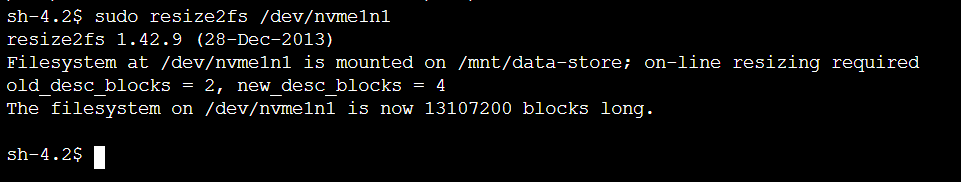 sh-4.2$ sudo resize2fs /dev/nvme1n1
resize2fs 1.42.9 (28-Dec-2013)
Filesystem at /dev/nvme1n1 is mounted on /mnt/data-store; on-line resizing required
old_desc_blocks = 2, new_desc_blocks = 4
The filesystem on /dev/nvme1n1 is now 13107200 blocks long.
sh-4.2$